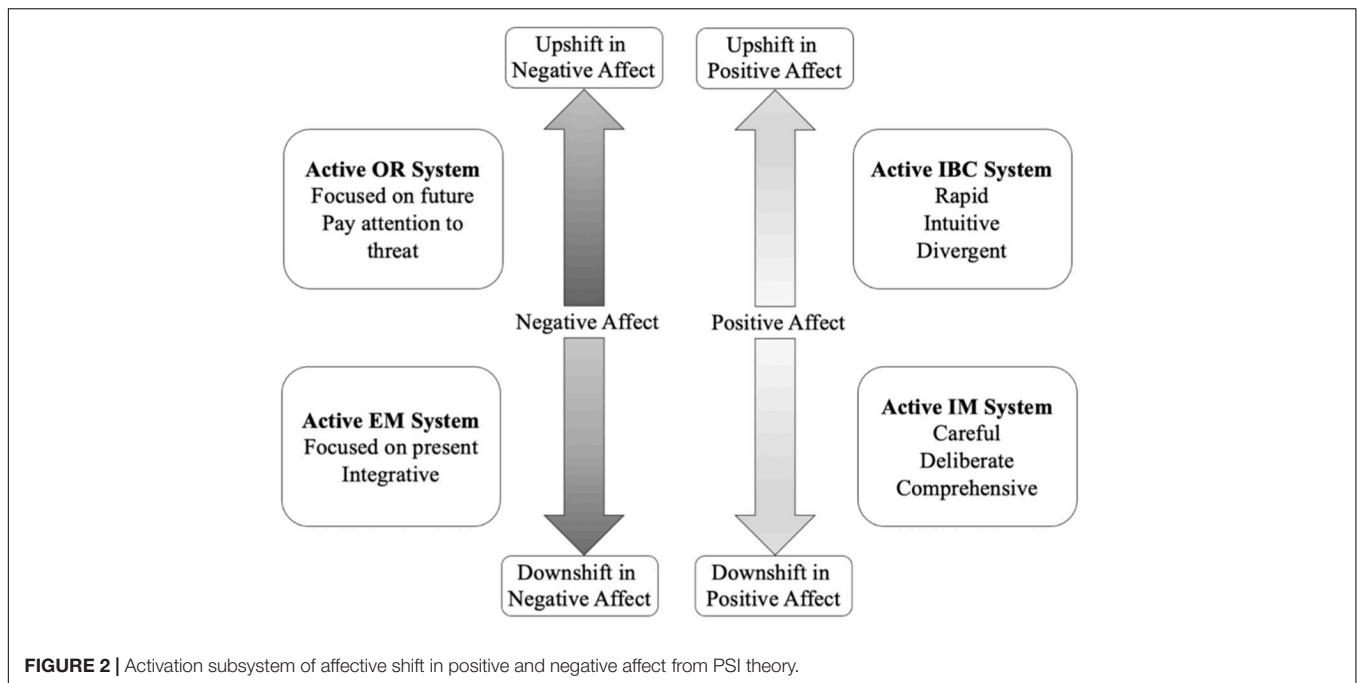 Upshift in
Negative Affect
Upshift in
Positive Affect
Active OR System
Focused on future
Pay attention to
threat
Active IBC System
Rapid
Intuitive
Divergent
Negative Affect
Positive Affect
Active EM System
Focused on present
Integrative
Active IM System
Careful
Deliberate
Comprehensive
Downshift in
Negative Affect
Downshift in
Positive Affect
FIGURE 2 | Activation subsystem of affective shift in positive and negative affect from PSI theory.